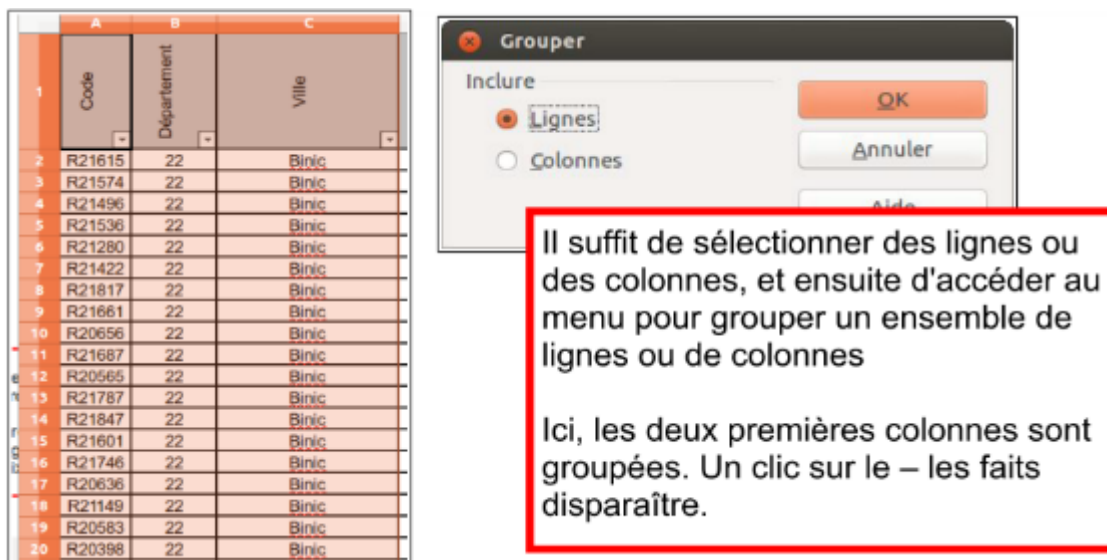 A B C
1 Code Département Ville
2 R21615 22 Binic
3 R21574 22 Binic
4 R21496 22 Binic
5 R21536 22 Binic
6 R21280 22 Binic
7 R21422 22 Binic
8 R21817 22 Binic
9 R21661 22 Binic
10 R20656 22 Binic
11 R21687 22 Binic
12 R20565 22 Binic
13 R21787 22 Binic
14 R21847 22 Binic
15 R21601 22 Binic
16 R21746 22 Binic
17 R20636 22 Binic
18 R21149 22 Binic
19 R20583 22 Binic
20 R20398 22 Binic
Grouper
Inclure
Lignes
Colonnes
OK
Annuler
Aide
Il suffit de sélectionner des lignes ou
des colonnes, et ensuite d'accéder au
menu pour grouper un ensemble de
lignes ou de colonnes
Ici, les deux premières colonnes sont
groupées. Un clic sur le – les faits
disparaître.